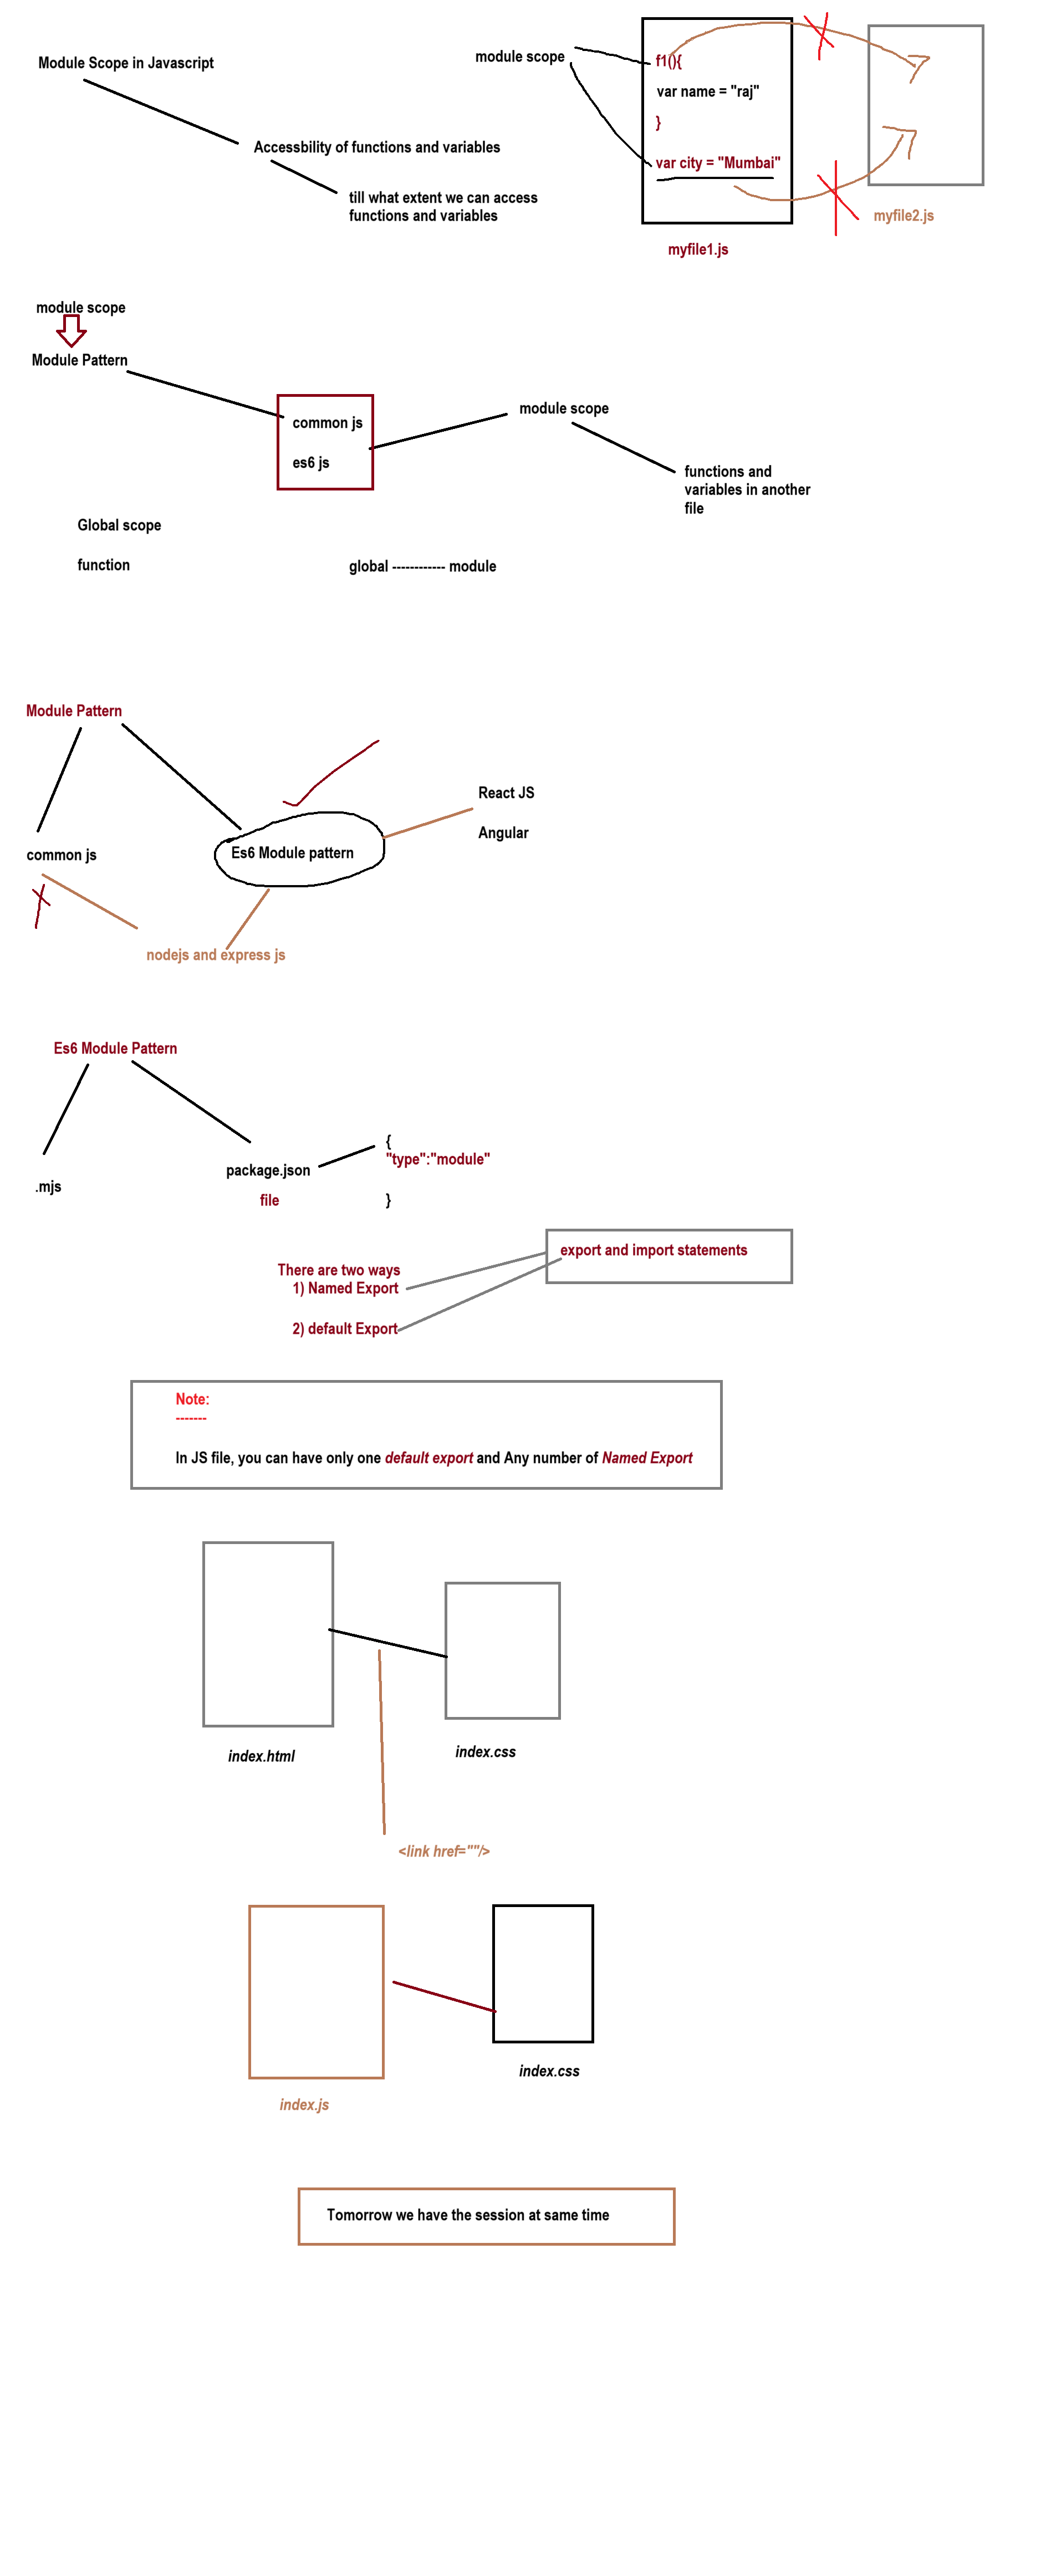 Module Scope in Javascript
Accessbility of functions and variables
till what extent we can access
functions and variables
module scope
f1(){
var name = "raj"
}
var city = "Mumbai"
myfile1.js
myfile2.js
module scope
Module Pattern
common js
es6 js
module scope
functions and
variables in another
file
Global scope
function
global ------------ module
Module Pattern
common js
Es6 Module pattern
React JS
Angular
nodejs and express js
Es6 Module Pattern
.mjs
package.json
file
{
"type":"module"
}
There are two ways
1) Named Export
2) default Export
export and import statements
Note:
-------
In JS file, you can have only one default export and Any number of Named Export
index.html
index.css
<link href=""/>
index.js
index.css
Tomorrow we have the session at same time